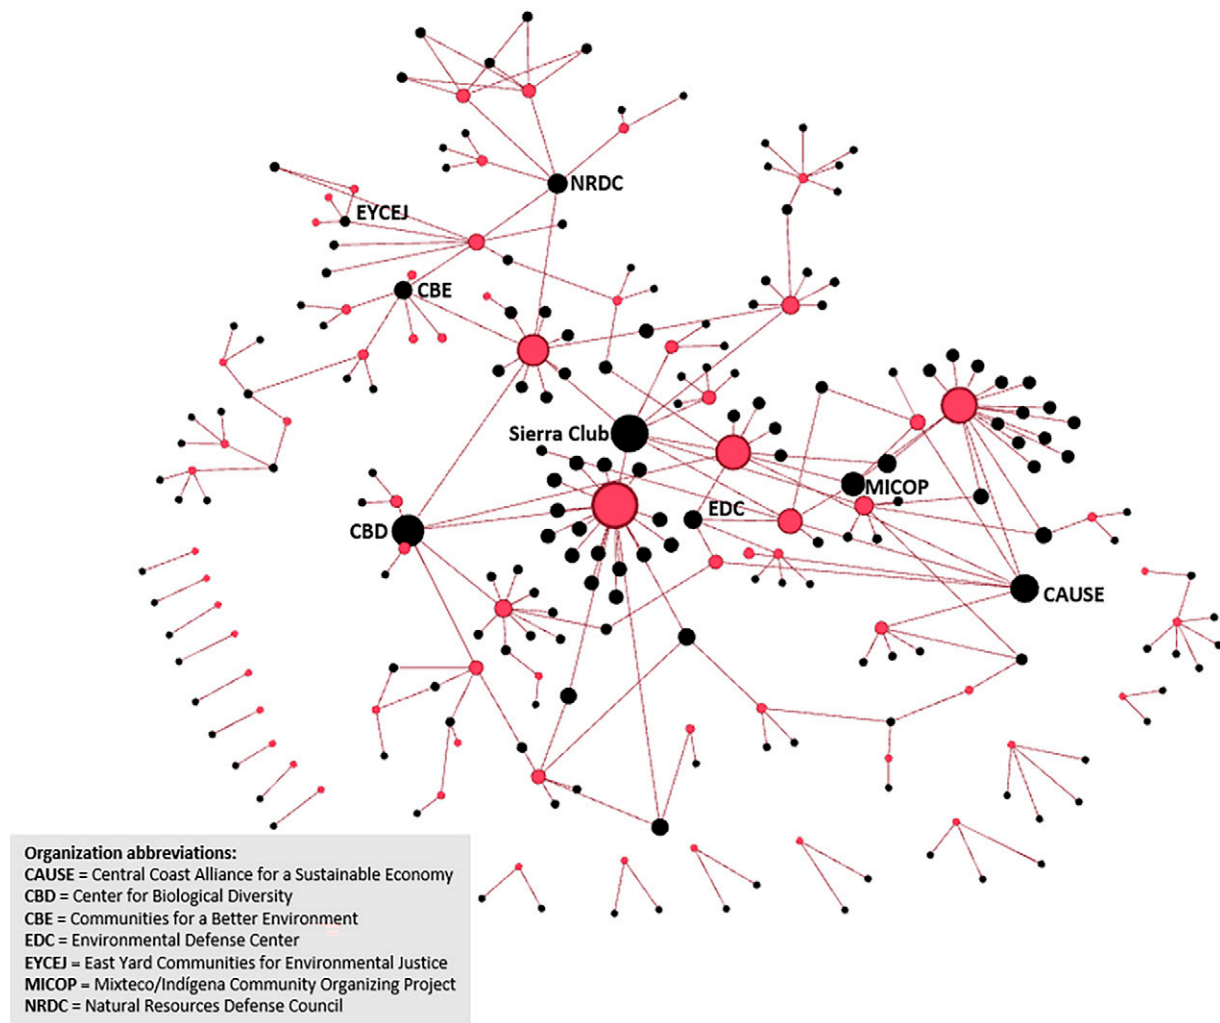 NRDC
EYCEJ
CBE
Sierra Club
MICOP
EDC
CBD
CAUSE
Organization abbreviations:
CAUSE = Central Coast Alliance for a Sustainable Economy
CBD = Center for Biological Diversity
CBE = Communities for a Better Environment
EDC = Environmental Defense Center
EYCEJ = East Yard Communities for Environmental Justice
MICOP = Mixteco/Indígena Community Organizing Project
NRDC = Natural Resources Defense Council